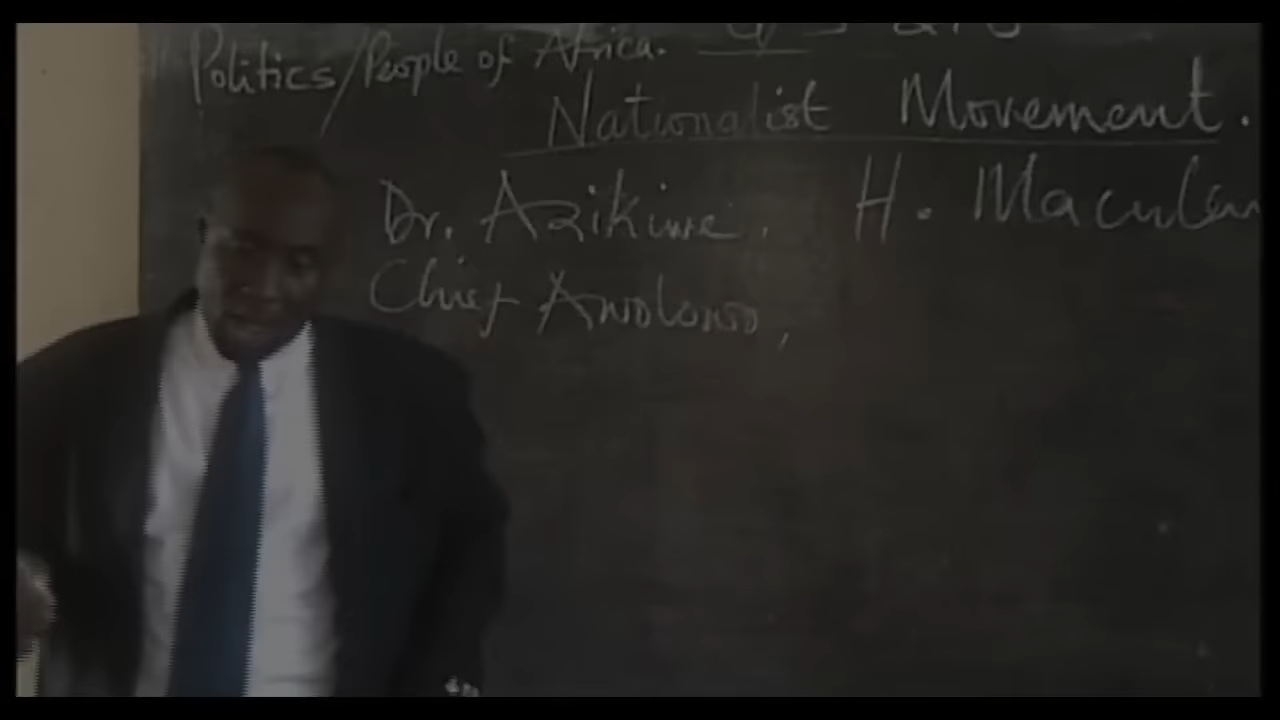 Politics/People of Africa.
Nationalist Movement.
Dr. Azikiwe, H. Maculay
Chief Awolowo,